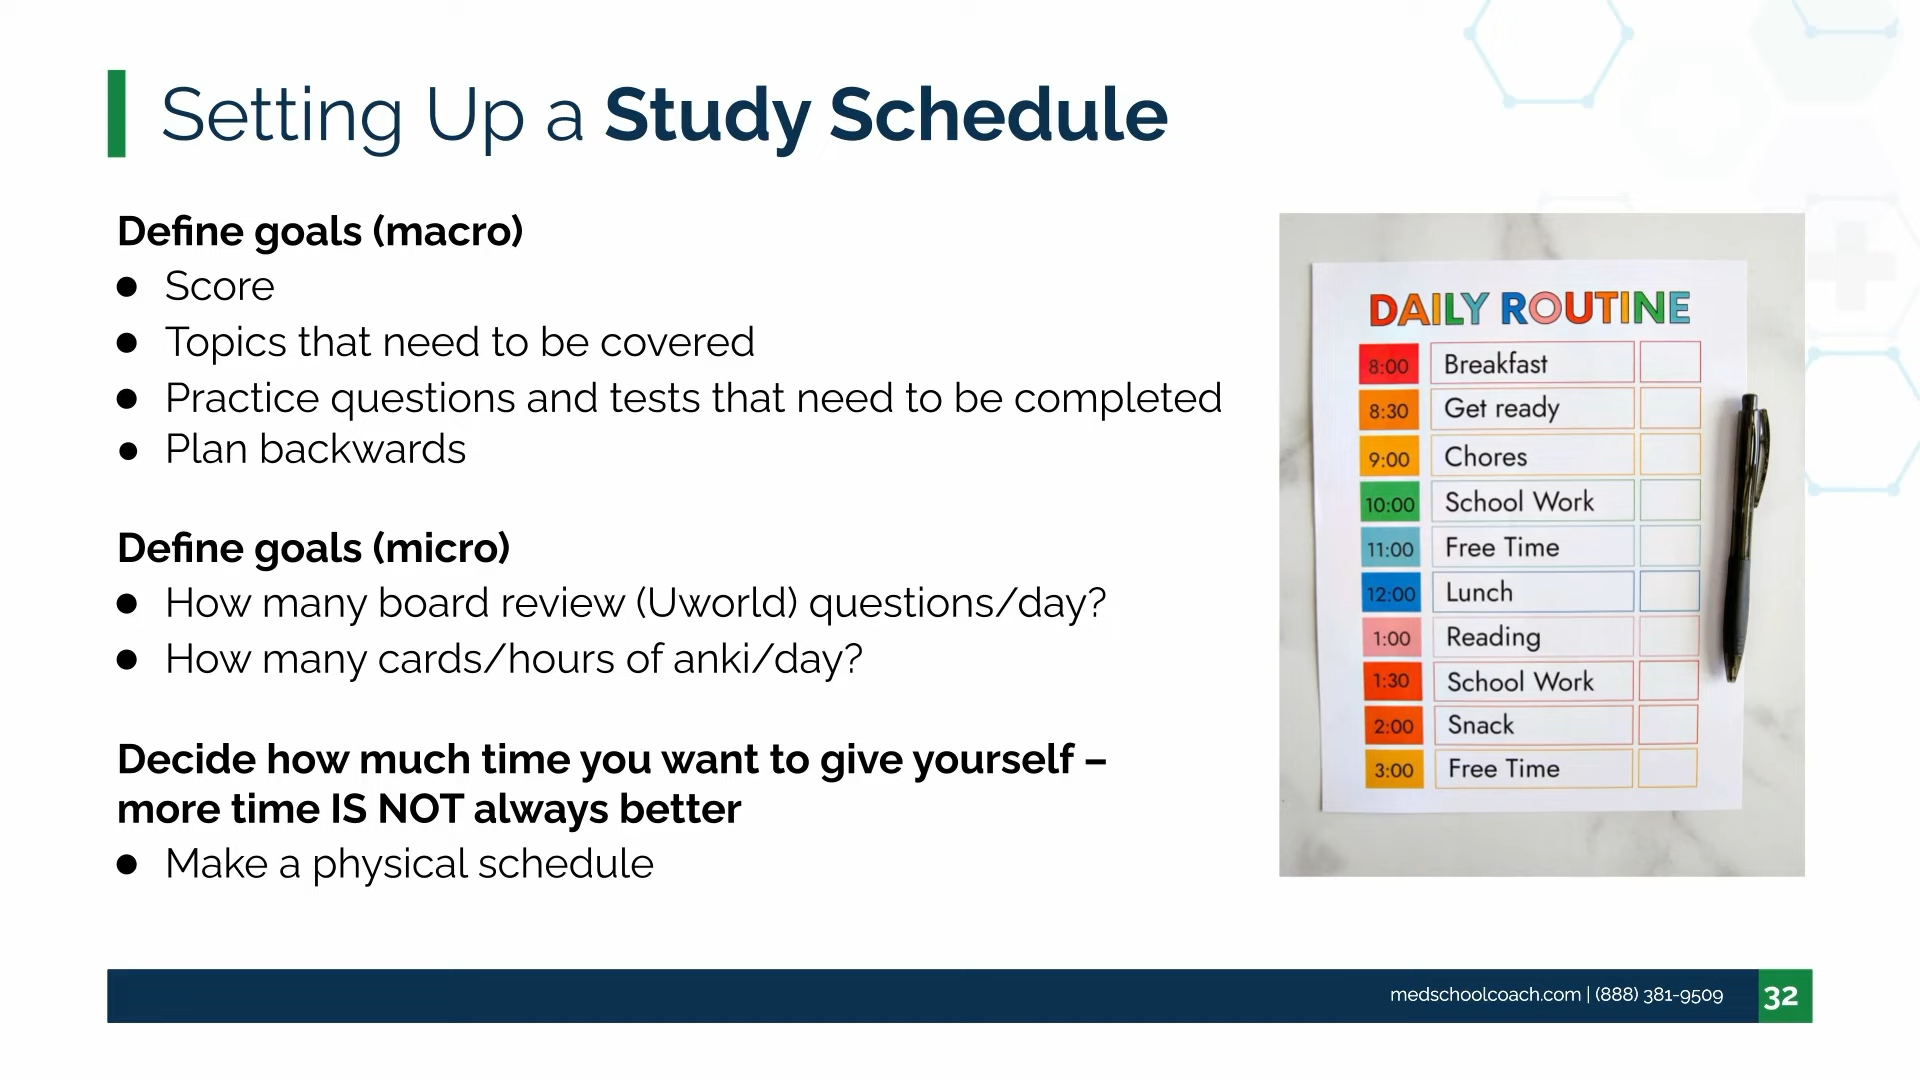 Setting Up a Study Schedule
Define goals (macro)
● Score
● Topics that need to be covered
● Practice questions and tests that need to be completed
● Plan backwards
Define goals (micro)
● How many board review (Uworld) questions/day?
● How many cards/hours of anki/day?
Decide how much time you want to give yourself –
more time IS NOT always better
● Make a physical schedule
DAILY ROUTINE
8:00 Breakfast
8:30 Get ready
9:00 Chores
10:00 School Work
11:00 Free Time
12:00 Lunch
1:00 Reading
1:30 School Work
2:00 Snack
3:00 Free Time
medschoolcoach.com | (888) 381-9509 32